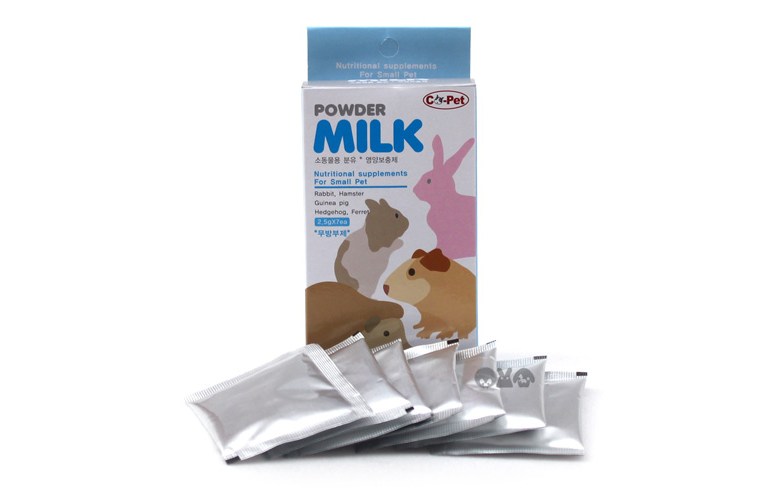 Nutritional supplements
For Small Pet
Co-Pet
POWDER
MILK
소동물용 분유 * 영양보충제
Nutritional supplements
For Small Pet
Rabbit, Hamster
Guinea pig
Hedgehog, Ferret
2.5gX7ea
*무방부제*